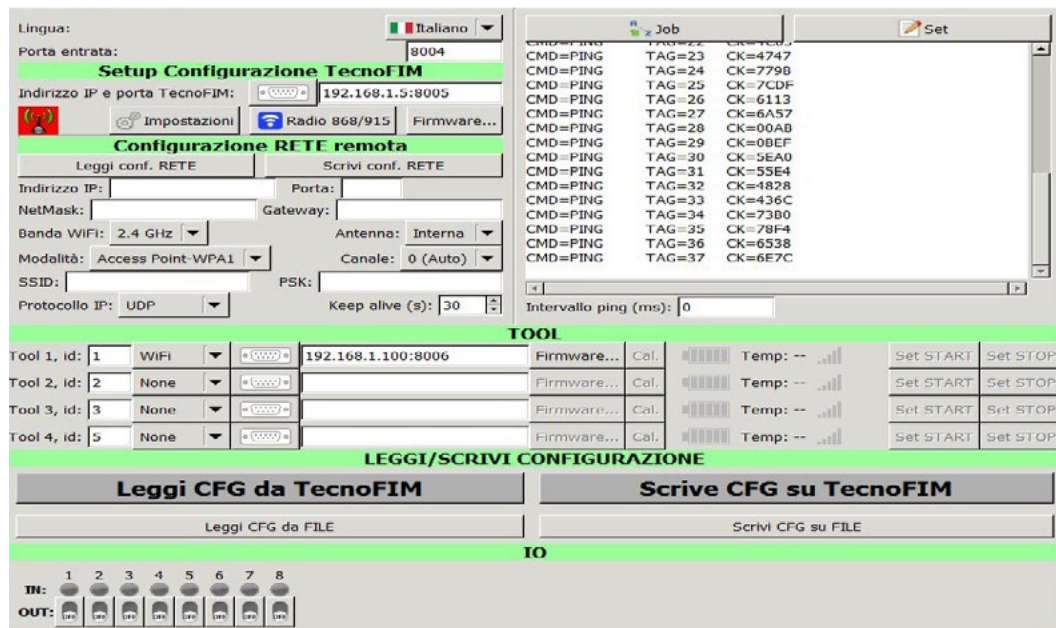 Lingua: Italiano
Porta entrata: 8004
Setup Configurazione TecnoFIM
Indirizzo IP e porta TecnoFIM: 192.168.1.5:8005
Impostazioni Radio 868/915 Firmware...
Configurazione RETE remota
Leggi conf. RETE Scrivi conf. RETE
Indirizzo IP: Porta:
NetMask: Gateway:
Banda WiFi: 2.4 GHz Antenna: Interna
Modalità: Access Point-WPA1 Canale: 0 (Auto)
SSID: PSK:
Protocollo IP: UDP Keep alive (s): 30
Job Set
CMD=PING TAG=22
CMD=PING TAG=23 CK=4747
CMD=PING TAG=24 CK=779B
CMD=PING TAG=25 CK=7CDF
CMD=PING TAG=26 CK=6113
CMD=PING TAG=27 CK=6A57
CMD=PING TAG=28 CK=00AB
CMD=PING TAG=29 CK=0BEF
CMD=PING TAG=30 CK=5EA0
CMD=PING TAG=31 CK=55E4
CMD=PING TAG=32 CK=4828
CMD=PING TAG=33 CK=436C
CMD=PING TAG=34 CK=73B0
CMD=PING TAG=35 CK=78F4
CMD=PING TAG=36 CK=6538
CMD=PING TAG=37 CK=6E7C
Intervallo ping (ms): 0
TOOL
Tool 1, id: 1 WiFi 192.168.1.100:8006 Firmware... Cal. Temp: -- Set START Set STOP
Tool 2, id: 2 None Firmware... Cal. Temp: -- Set START Set STOP
Tool 3, id: 3 None Firmware... Cal. Temp: -- Set START Set STOP
Tool 4, id: 5 None Firmware... Cal. Temp: -- Set START Set STOP
LEGGI/SCRIVI CONFIGURAZIONE
Leggi CFG da TecnoFIM Scrive CFG su TecnoFIM
Leggi CFG da FILE Scrivi CFG su FILE
IO
1 2 3 4 5 6 7 8
IN:
OUT: OFF OFF OFF OFF OFF OFF OFF OFF